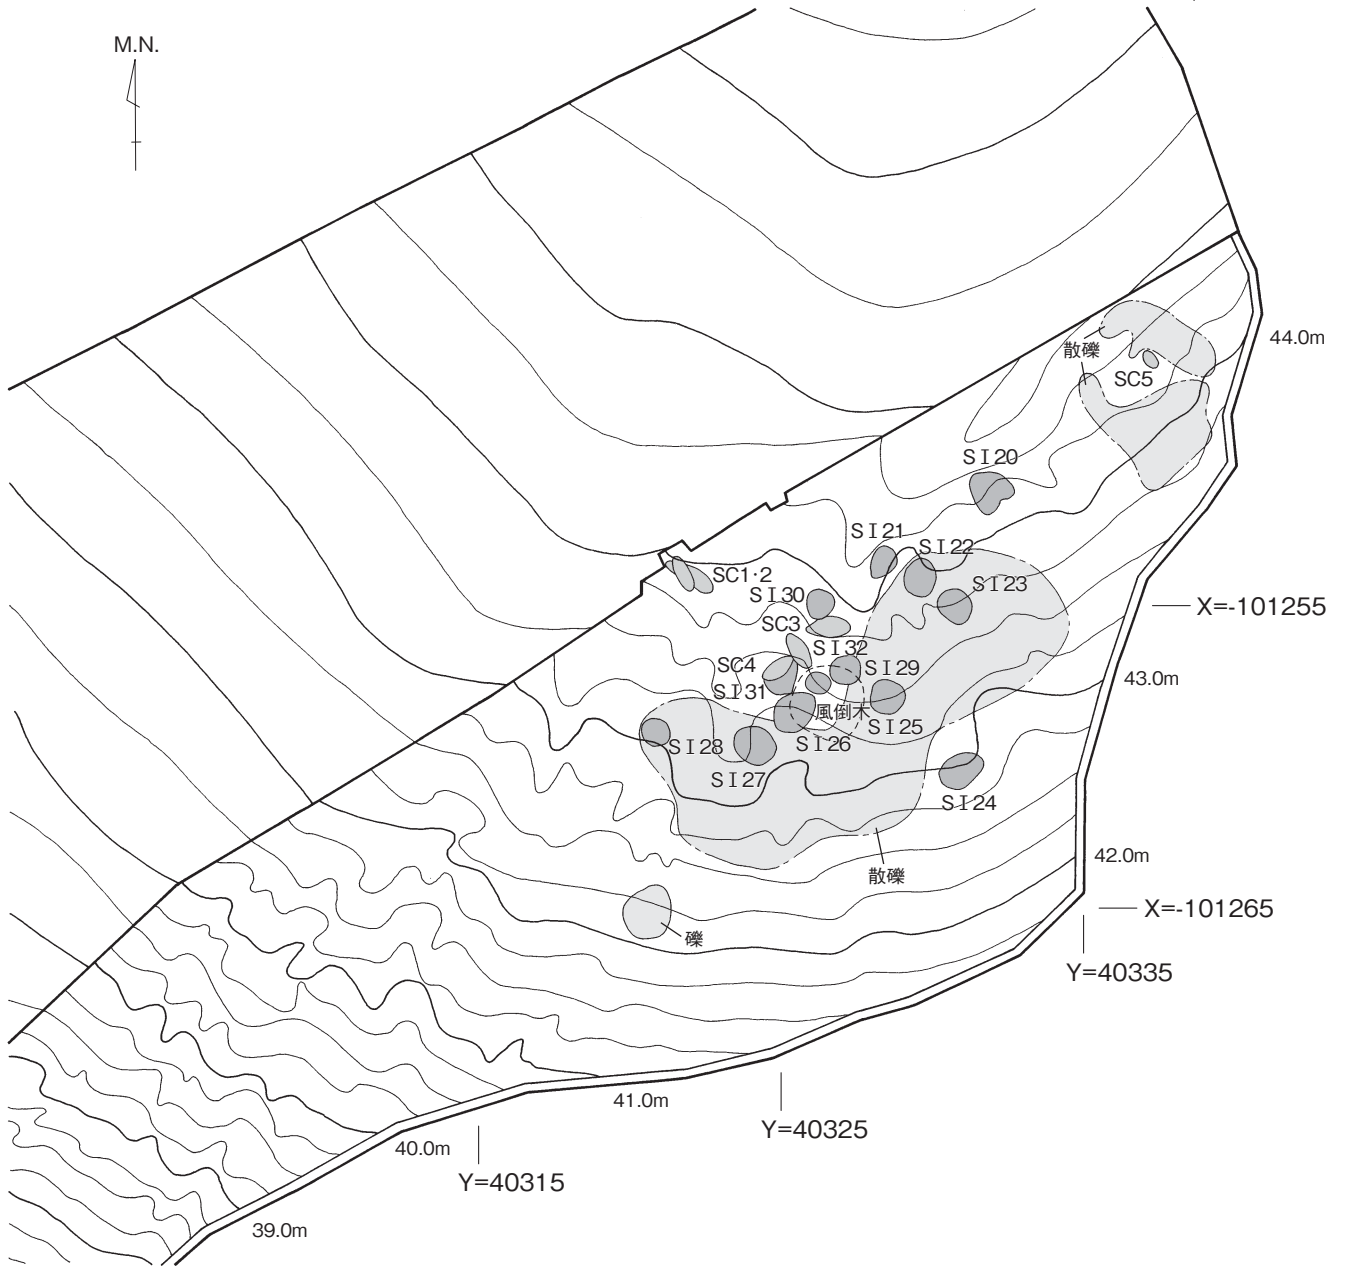 M.N.
44.0m
散礫
SC5
SI20
SI21
SI22
SC1·2
SI23
SI30
X=-101255
SC3
SI32
SC4
SI29
43.0m
SI31
風倒木
SI25
SI28
SI26
SI27
SI24
42.0m
散礫
X=-101265
礫
Y=40335
41.0m
Y=40325
40.0m
Y=40315
39.0m